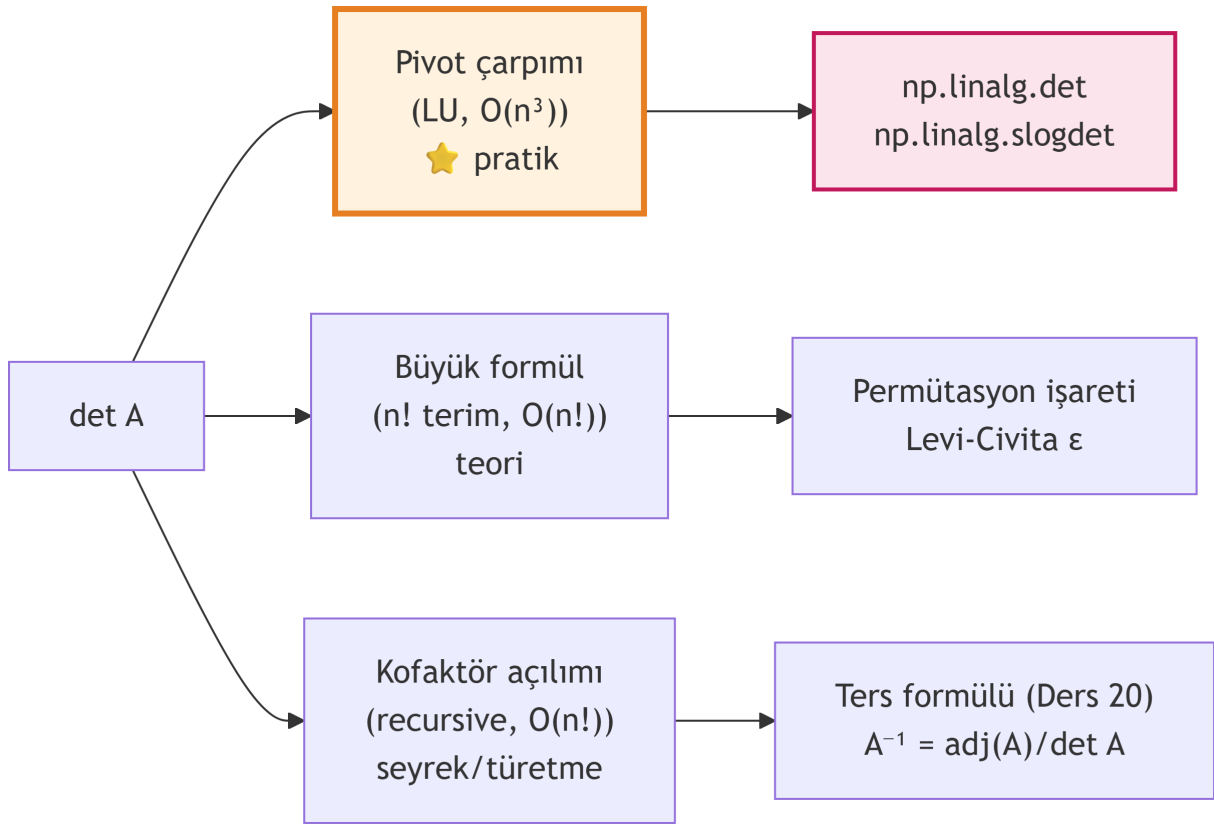 Pivot çarpımı
(LU, O(n³))
⭐ pratik
np.linalg.det
np.linalg.slogdet
det A
Büyük formül
(n! terim, O(n!))
teori
Permütasyon işareti
Levi-Civita ε
Kofaktör açılımı
(recursive, O(n!))
seyrek/türetme
Ters formülü (Ders 20)
A⁻¹ = adj(A)/det A